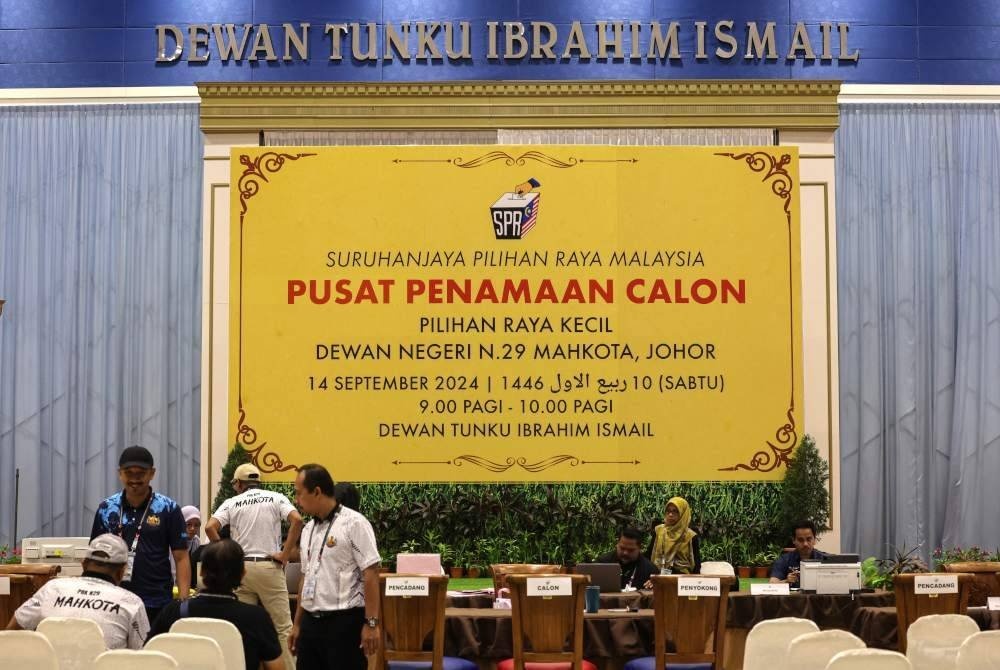 DEWAN TUNKU IBRAHIM ISMAIL
SPR
SURUHANJAYA PILIHAN RAYA MALAYSIA
PUSAT PENAMAAN CALON
PILIHAN RAYA KECIL
DEWAN NEGERI N.29 MAHKOTA, JOHOR
14 SEPTEMBER 2024 | 1446 ربيع الاول 10 (SABTU)
9.00 PAGI - 10.00 PAGI
DEWAN TUNKU IBRAHIM ISMAIL
MAHKOTA
PRK N29
MAHKOTA
PENCADANG
CALON
PENYOKONG
PENCADANG